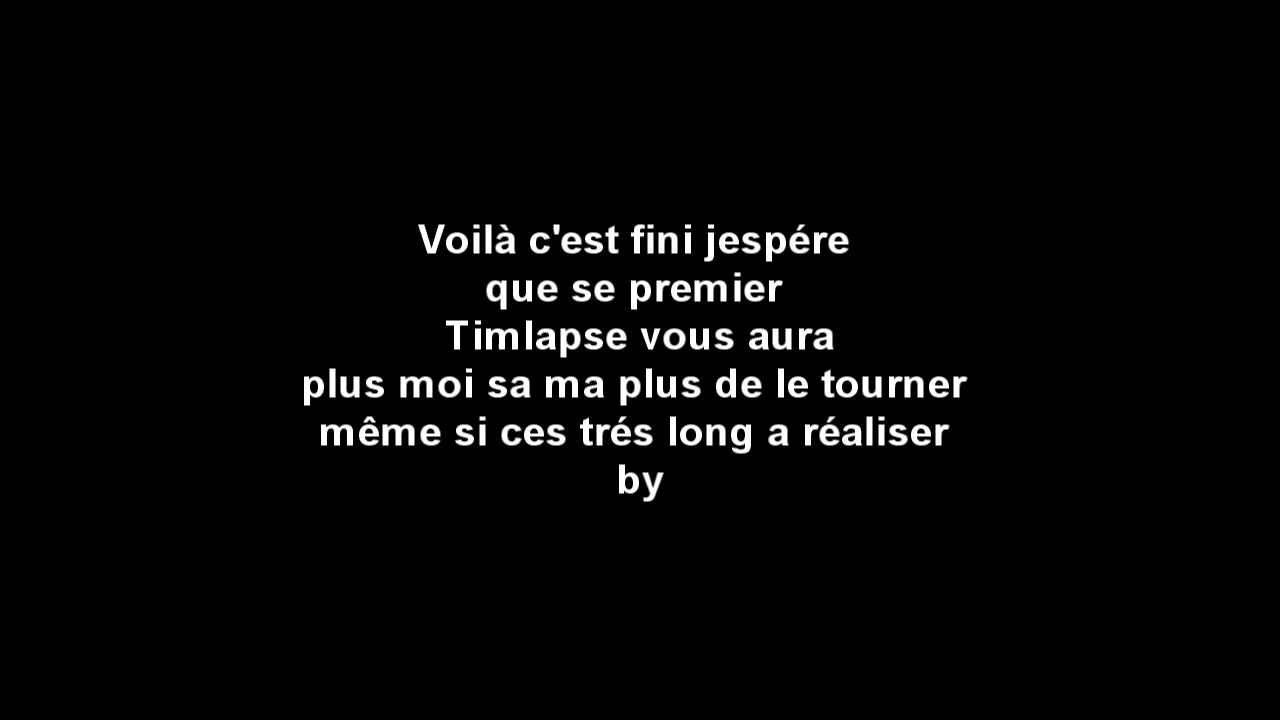 Voilà c'est fini jespére
que se premier
Timlapse vous aura
plus moi sa ma plus de le tourner
même si ces trés long a réaliser
by